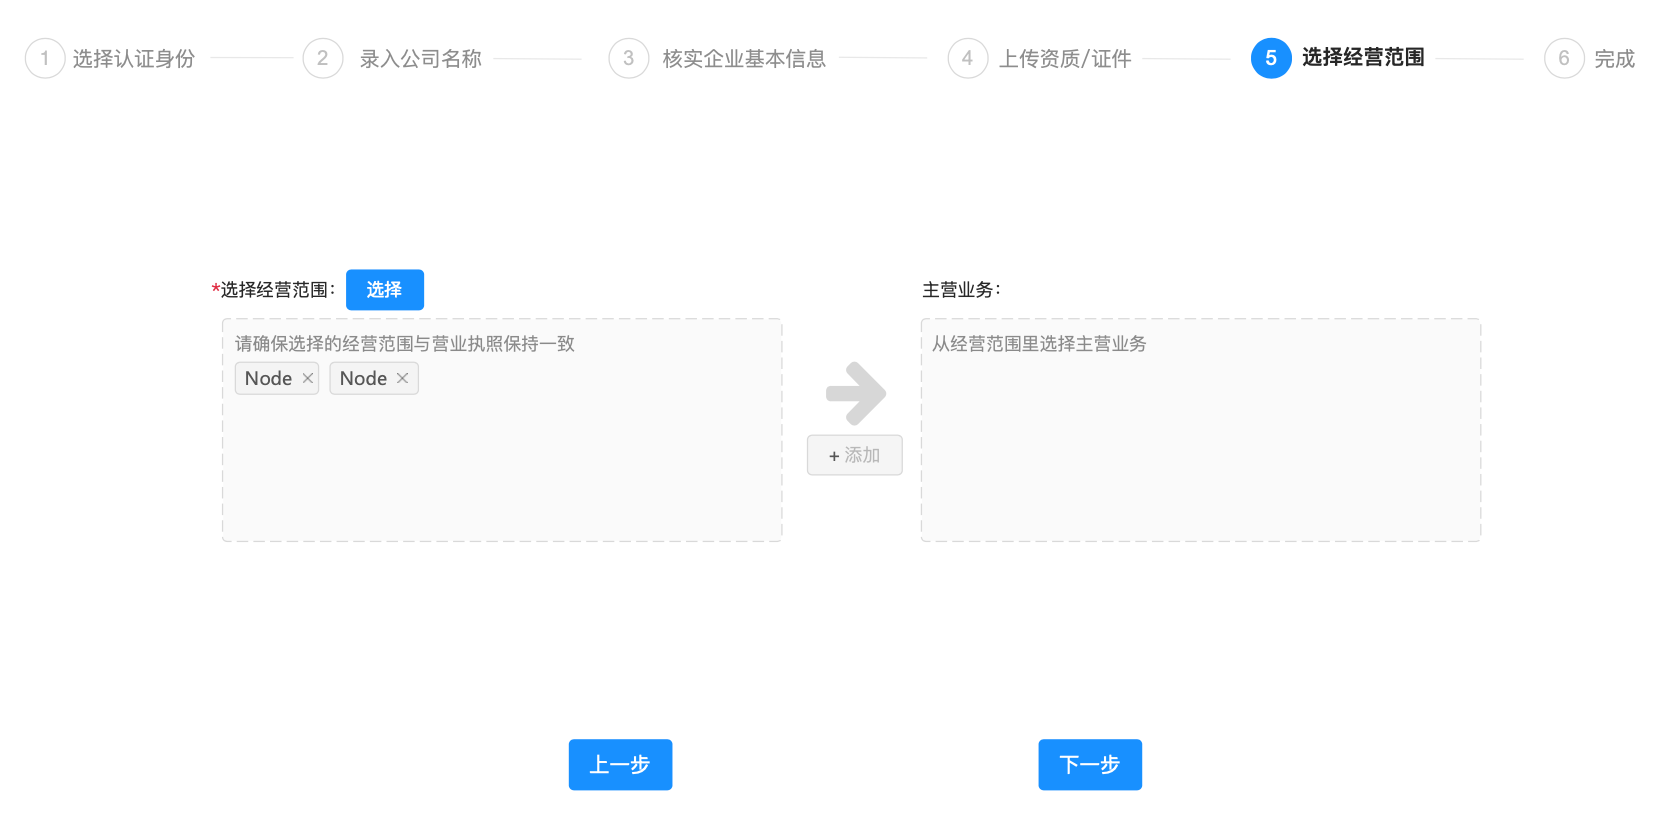 1 选择认证身份 2 录入公司名称 3 核实企业基本信息 4 上传资质/证件 5 选择经营范围 6 完成
*选择经营范围： 选择 主营业务：
请确保选择的经营范围与营业执照保持一致 从经营范围里选择主营业务
Node × Node ×
+ 添加
上一步 下一步